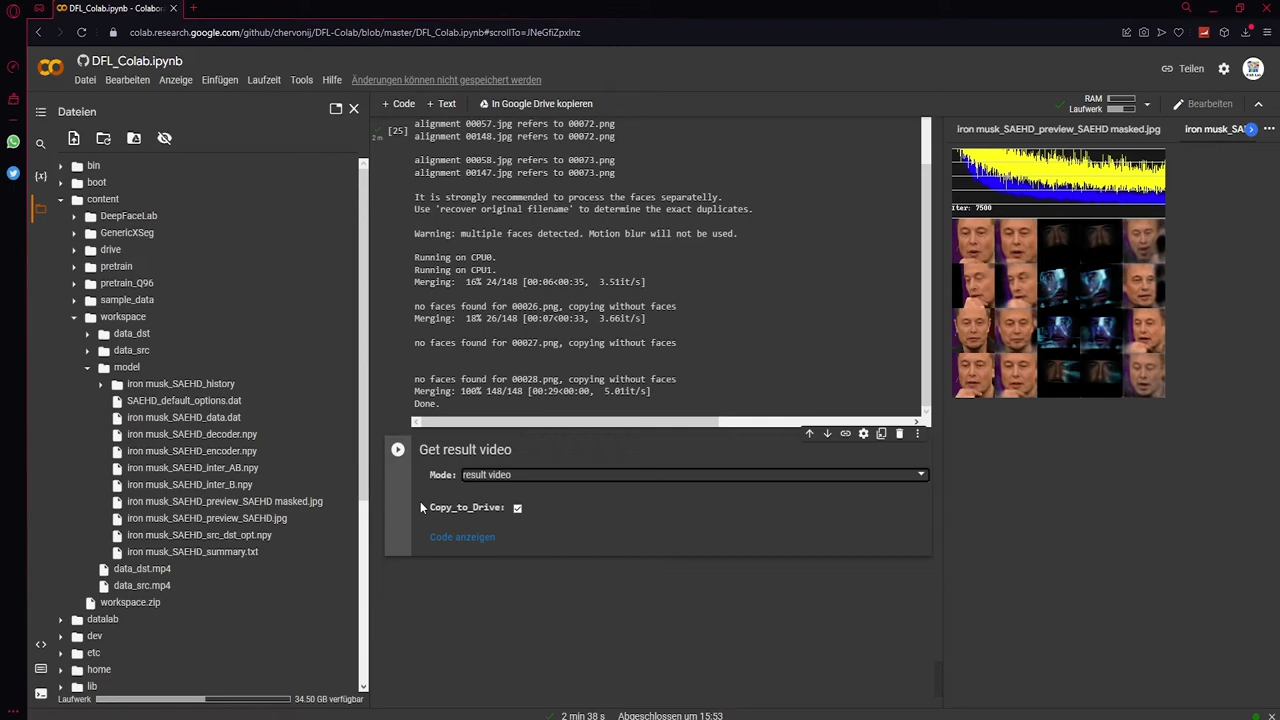 DFL_Colab.ipynb - Colabora
colab.research.google.com/github/chervonij/DFL-Colab/blob/master/DFL_Colab.ipynb#scrollTo=JNeGfiZpxlnz
DFL_Colab.ipynb
Datei Bearbeiten Anzeige Einfügen Laufzeit Tools Hilfe Änderungen können nicht gespeichert werden
Teilen
Dateien
+ Code + Text In Google Drive kopieren
RAM
Laufwerk
Bearbeiten
bin
boot
content
DeepFaceLab
GenericXSeg
drive
pretrain
pretrain_Q96
sample_data
workspace
data_dst
data_src
model
iron musk_SAEHD_history
SAEHD_default_options.dat
iron musk_SAEHD_data.dat
iron musk_SAEHD_decoder.npy
iron musk_SAEHD_encoder.npy
iron musk_SAEHD_inter_AB.npy
iron musk_SAEHD_inter_B.npy
iron musk_SAEHD_preview_SAEHD masked.jpg
iron musk_SAEHD_preview_SAEHD.jpg
iron musk_SAEHD_src_dst_opt.npy
iron musk_SAEHD_summary.txt
data_dst.mp4
data_src.mp4
workspace.zip
datalab
dev
etc
home
lib
Laufwerk 34.50 GB verfügbar
[25]
2m
alignment 00057.jpg refers to 00072.png
alignment 00148.jpg refers to 00072.png
alignment 00058.jpg refers to 00073.png
alignment 00147.jpg refers to 00073.png
It is strongly recommended to process the faces separatelly.
Use 'recover original filename' to determine the exact duplicates.
Warning: multiple faces detected. Motion blur will not be used.
Running on CPU0.
Running on CPU1.
Merging: 16% 24/148 [00:06<00:35, 3.51it/s]
no faces found for 00026.png, copying without faces
Merging: 18% 26/148 [00:07<00:33, 3.66it/s]
no faces found for 00027.png, copying without faces
no faces found for 00028.png, copying without faces
Merging: 100% 148/148 [00:29<00:00, 5.01it/s]
Done.
Get result video
Mode: result video
Copy_to_Drive:
Code anzeigen
iron musk_SAEHD_preview_SAEHD masked.jpg
iron musk_SA
Iter: 7500
2 min 38 s Abgeschlossen um 15:53